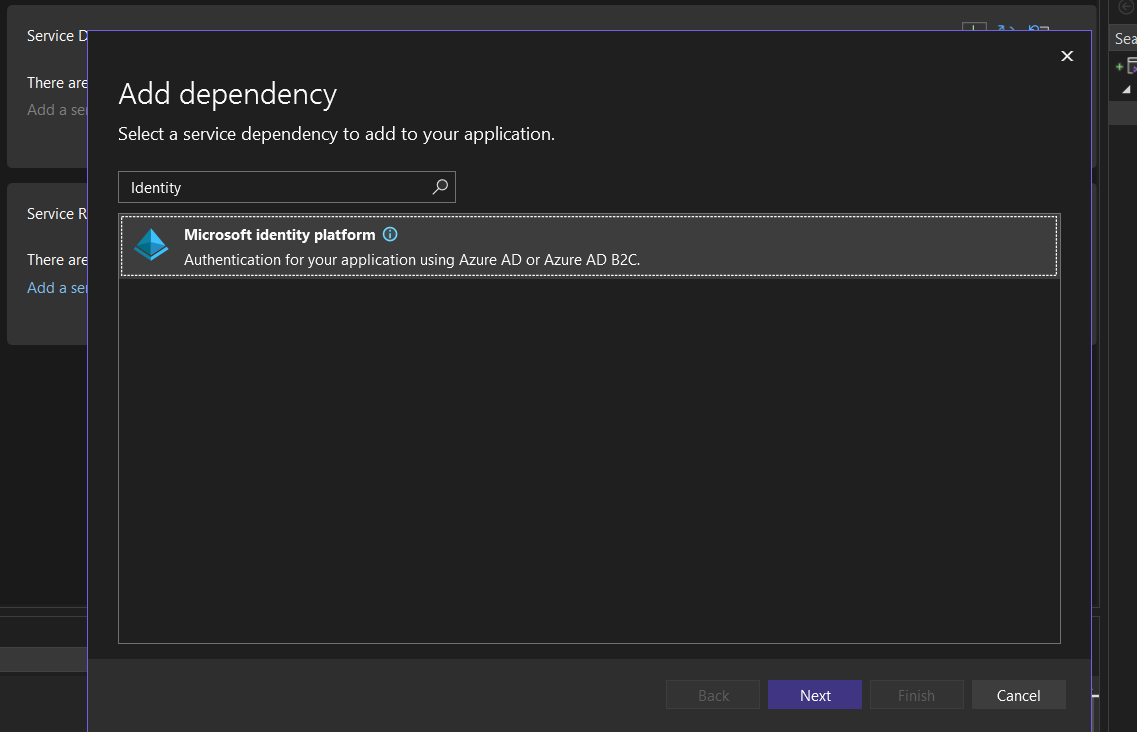 Service D
There are
Add a ser
Service R
There are
Add a ser
Add dependency
Select a service dependency to add to your application.
Identity
Microsoft identity platform
Authentication for your application using Azure AD or Azure AD B2C.
Back
Next
Finish
Cancel
Sea